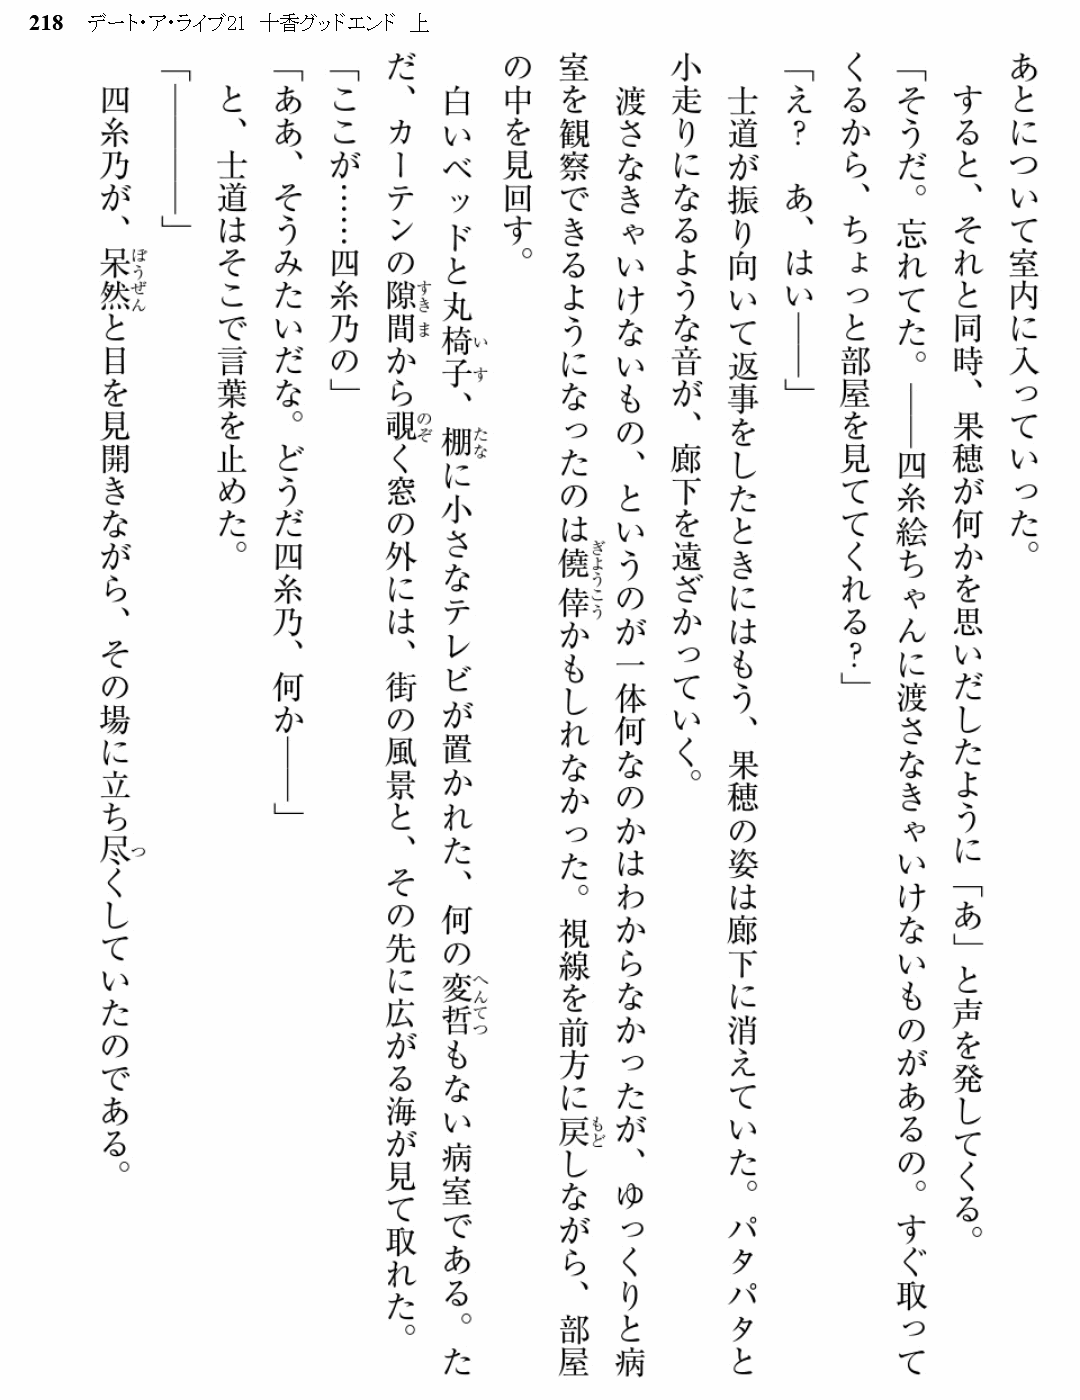 218　デート・ア・ライブ21　十香グッドエンド　上
あとについて室内に入っていった。
　すると、それと同時、果穂が何かを思いだしたように「あ」と声を発してくる。
「そうだ。忘れてた。――四糸絵ちゃんに渡さなきゃいけないものがあるの。すぐ取って
くるから、ちょっと部屋を見ててくれる？」
「え？　あ、はい――」
　士道が振り向いて返事をしたときにはもう、果穂の姿は廊下に消えていた。パタパタと
小走りになるような音が、廊下を遠ざかっていく。
　渡さなきゃいけないもの、というのが一体何なのかはわからなかったが、ゆっくりと病
室を観察できるようになったのは僥倖かもしれなかった。視線を前方に戻しながら、部屋
の中を見回す。
　白いベッドと丸椅子、棚に小さなテレビが置かれた、何の変哲もない病室である。た
だ、カーテンの隙間から覗く窓の外には、街の風景と、その先に広がる海が見て取れた。
「ここが……四糸乃の」
「ああ、そうみたいだな。どうだ四糸乃、何か――」
　と、士道はそこで言葉を止めた。
「――――」
　四糸乃が、呆然と目を見開きながら、その場に立ち尽くしていたのである。